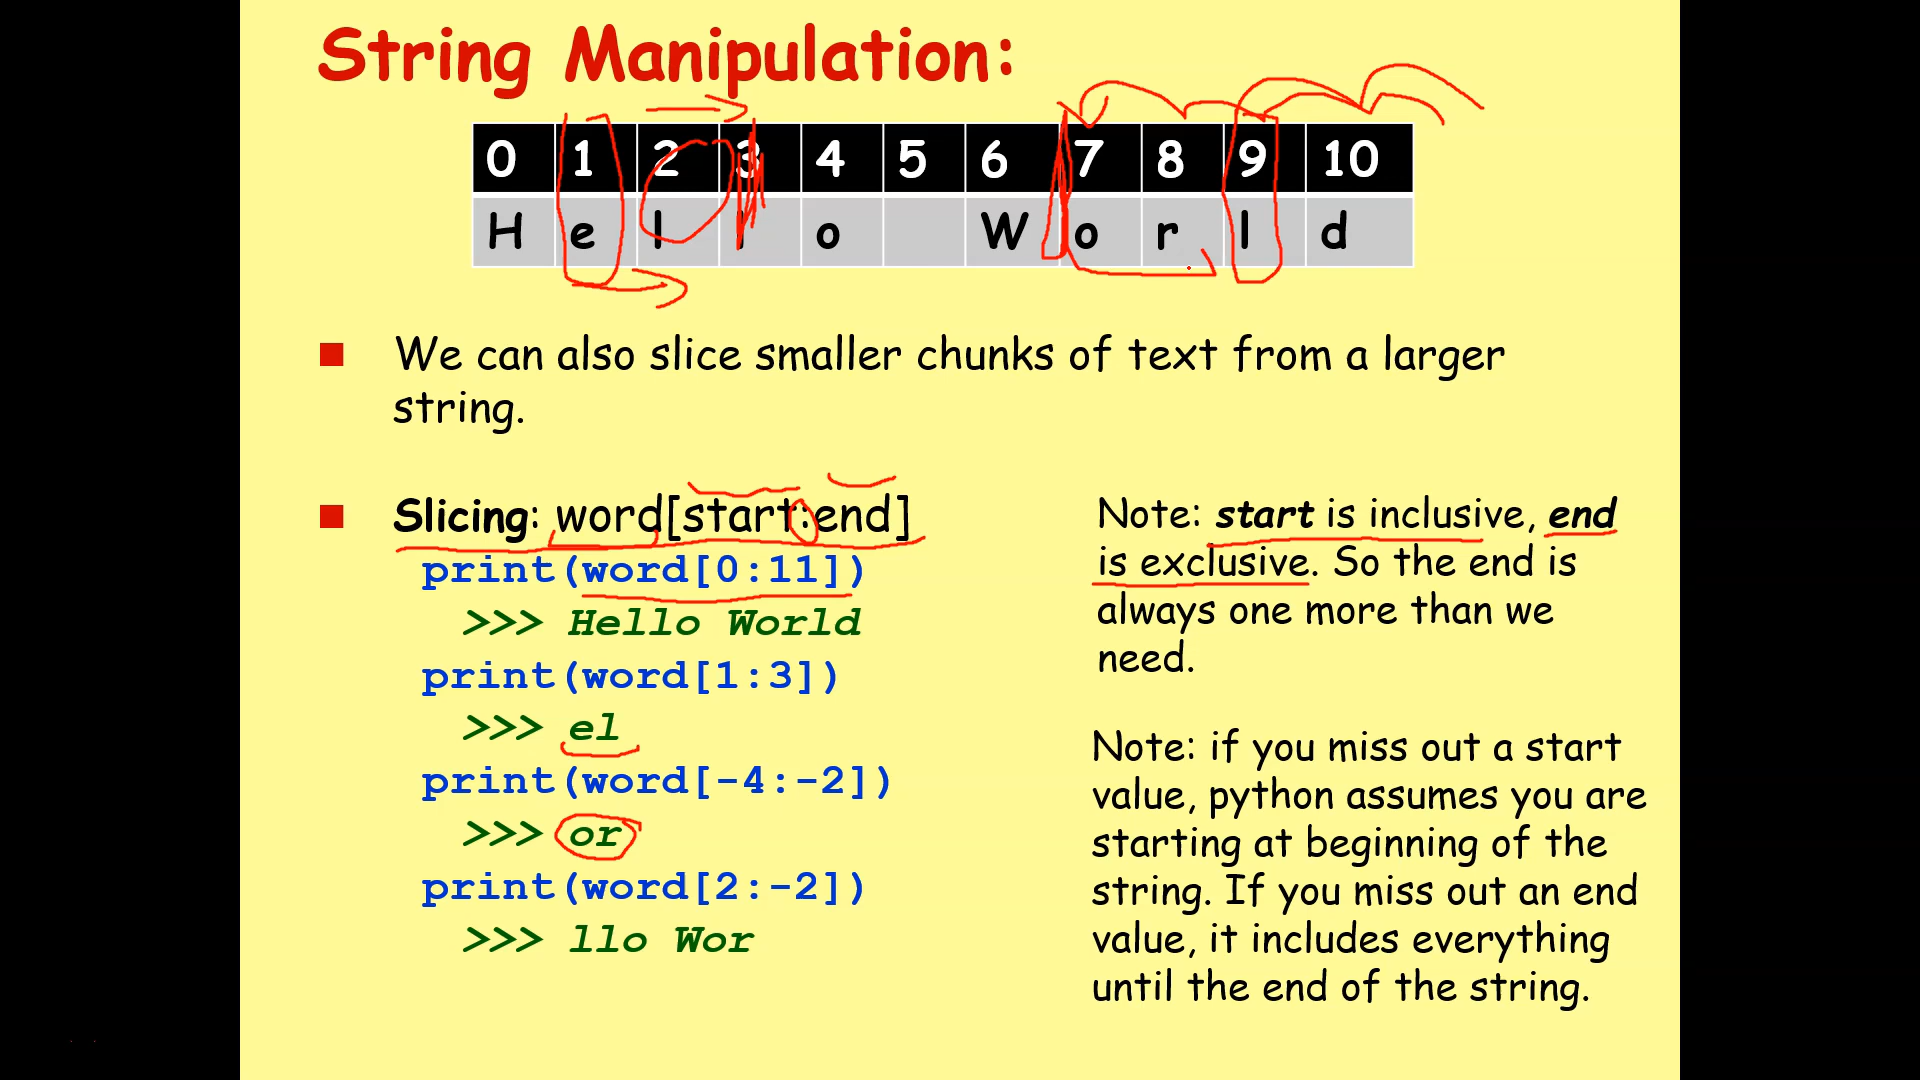 String Manipulation:
0 1 2 3 4 5 6 7 8 9 10
H e l l o W o r l d
We can also slice smaller chunks of text from a larger
string.
Slicing: word[start:end]
print(word[0:11])
>>> Hello World
print(word[1:3])
>>> el
print(word[-4:-2])
>>> or
print(word[2:-2])
>>> llo Wor
Note: start is inclusive, end
is exclusive. So the end is
always one more than we
need.
Note: if you miss out a start
value, python assumes you are
starting at beginning of the
string. If you miss out an end
value, it includes everything
until the end of the string.